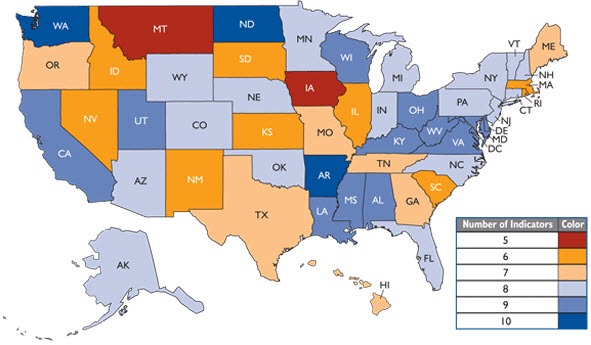 WA
ND
MT
MN
VT
ME
OR
ID
SD
WI
NY
NH
MA
WY
MI
RI
CT
IA
NE
PA
NJ
NV
UT
IL
IN
OH
DE
MD
DC
CO
WV
VA
CA
KS
MO
KY
NC
TN
AZ
NM
OK
AR
SC
MS
AL
GA
TX
LA
FL
AK
HI
Number of Indicators Color
5
6
7
8
9
10